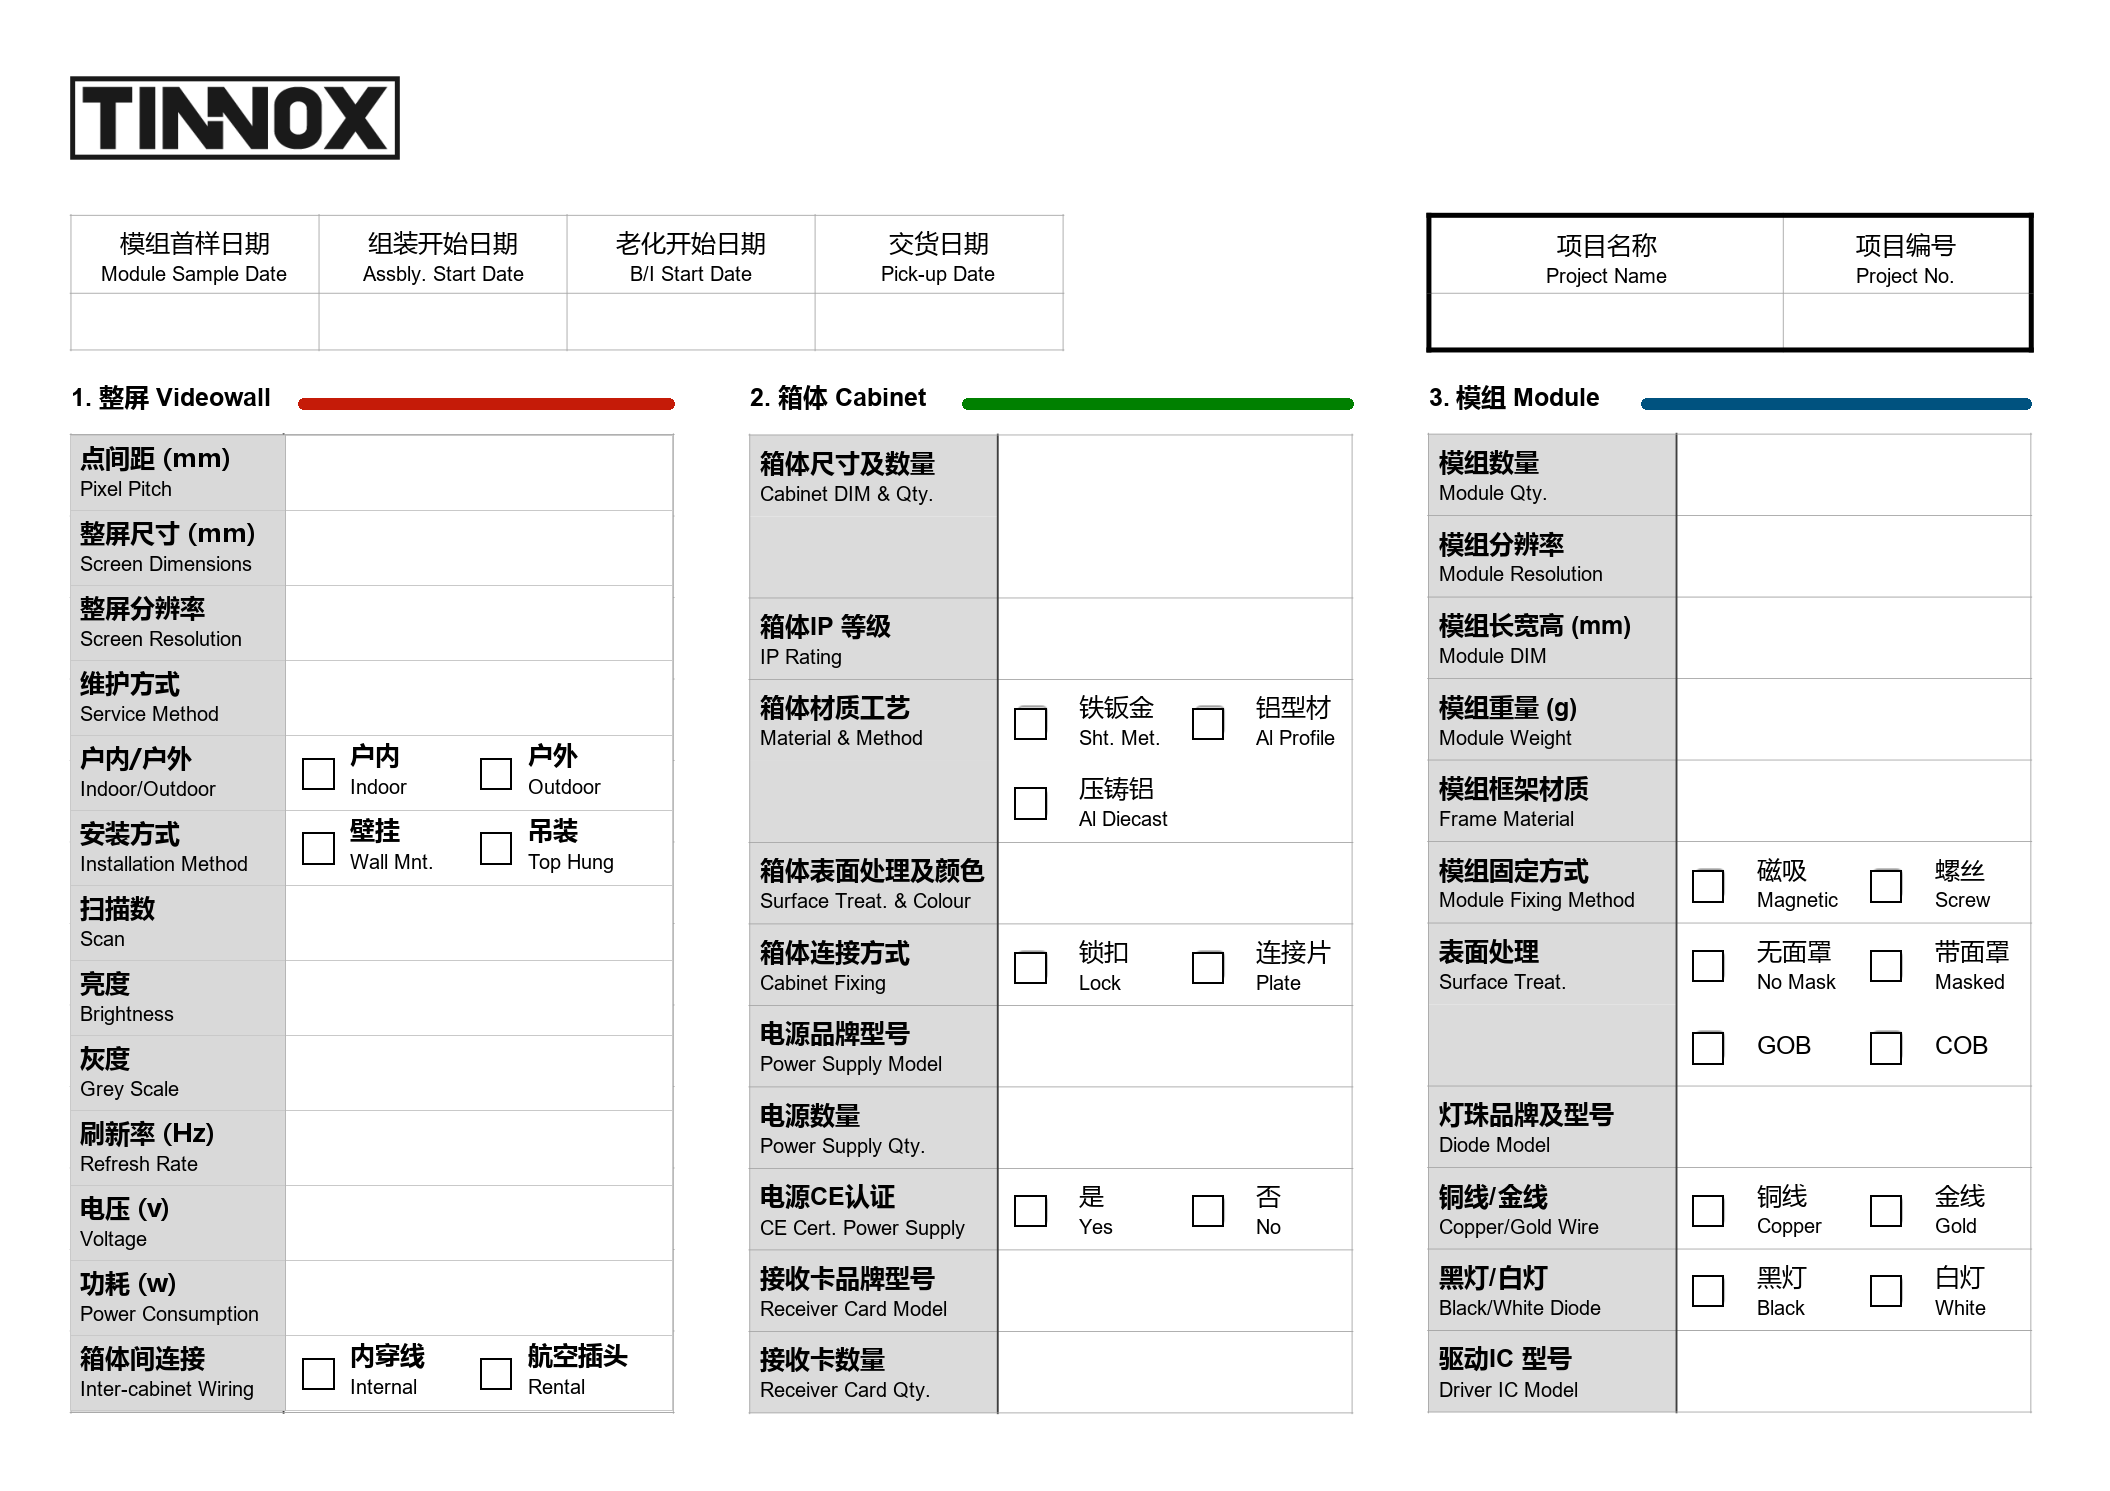 TINNOX
模组首样日期
Module Sample Date
组装开始日期
Assbly. Start Date
老化开始日期
B/I Start Date
交货日期
Pick-up Date
项目名称
Project Name
项目编号
Project No.
1. 整屏 Videowall
点间距 (mm)
Pixel Pitch
整屏尺寸 (mm)
Screen Dimensions
整屏分辨率
Screen Resolution
维护方式
Service Method
户内/户外
Indoor/Outdoor
户内
Indoor
户外
Outdoor
安装方式
Installation Method
壁挂
Wall Mnt.
吊装
Top Hung
扫描数
Scan
亮度
Brightness
灰度
Grey Scale
刷新率 (Hz)
Refresh Rate
电压 (v)
Voltage
功耗 (w)
Power Consumption
箱体间连接
Inter-cabinet Wiring
内穿线
Internal
航空插头
Rental
2. 箱体 Cabinet
箱体尺寸及数量
Cabinet DIM & Qty.
箱体IP 等级
IP Rating
箱体材质工艺
Material & Method
铁钣金
Sht. Met.
铝型材
Al Profile
压铸铝
Al Diecast
箱体表面处理及颜色
Surface Treat. & Colour
箱体连接方式
Cabinet Fixing
锁扣
Lock
连接片
Plate
电源品牌型号
Power Supply Model
电源数量
Power Supply Qty.
电源CE认证
CE Cert. Power Supply
是
Yes
否
No
接收卡品牌型号
Receiver Card Model
接收卡数量
Receiver Card Qty.
3. 模组 Module
模组数量
Module Qty.
模组分辨率
Module Resolution
模组长宽高 (mm)
Module DIM
模组重量 (g)
Module Weight
模组框架材质
Frame Material
模组固定方式
Module Fixing Method
磁吸
Magnetic
螺丝
Screw
表面处理
Surface Treat.
无面罩
No Mask
带面罩
Masked
GOB
COB
灯珠品牌及型号
Diode Model
铜线/金线
Copper/Gold Wire
铜线
Copper
金线
Gold
黑灯/白灯
Black/White Diode
黑灯
Black
白灯
White
驱动IC 型号
Driver IC Model